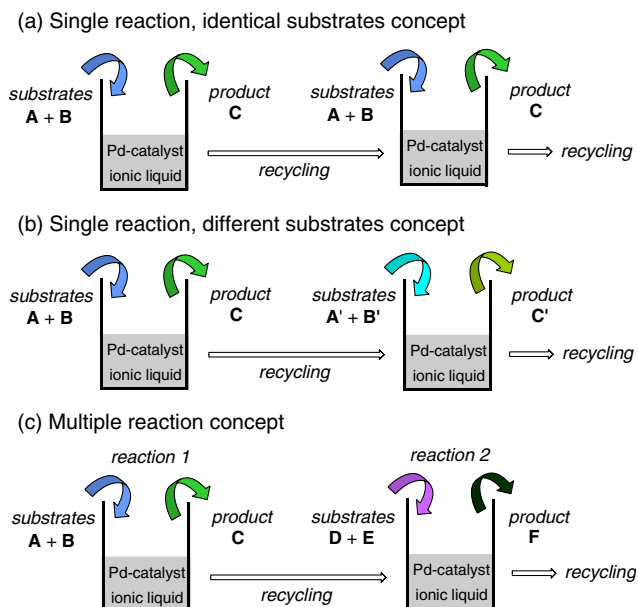 (a) Single reaction, identical substrates concept
substrates
A + B
product
C
substrates
A + B
product
C
Pd-catalyst
ionic liquid
recycling
Pd-catalyst
ionic liquid
recycling
(b) Single reaction, different substrates concept
substrates
A + B
product
C
substrates
A' + B'
product
C'
Pd-catalyst
ionic liquid
recycling
Pd-catalyst
ionic liquid
recycling
(c) Multiple reaction concept
reaction 1
reaction 2
substrates
A + B
product
C
substrates
D + E
product
F
Pd-catalyst
ionic liquid
recycling
Pd-catalyst
ionic liquid
recycling